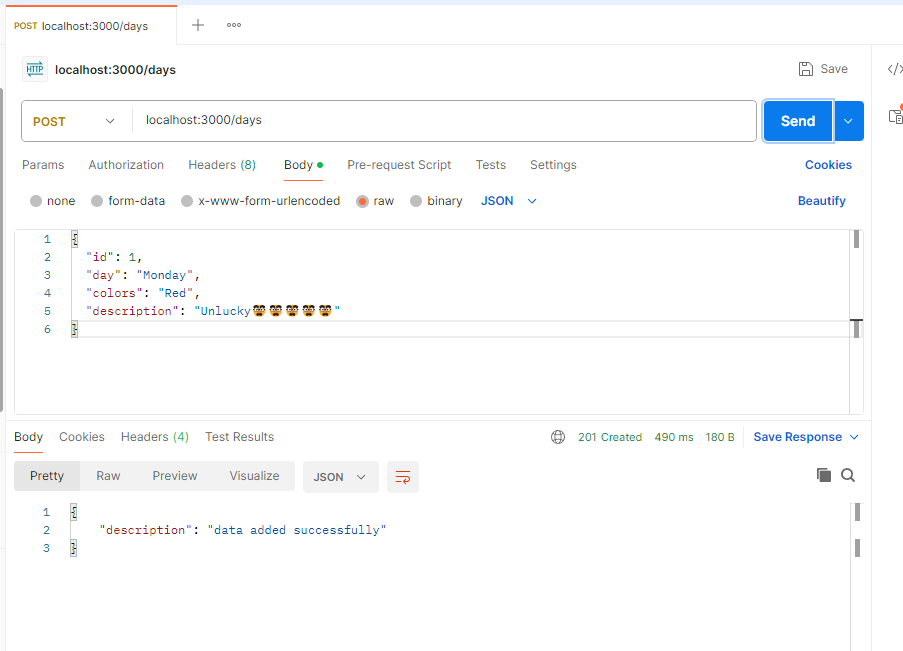 POST localhost:3000/days
HTTP localhost:3000/days Save
POST localhost:3000/days Send
Params Authorization Headers (8) Body Pre-request Script Tests Settings Cookies
none form-data x-www-form-urlencoded raw binary JSON Beautify
1 {
2 "id": 1,
3 "day": "Monday",
4 "colors": "Red",
5 "description": "Unlucky🥸🥸🥸🥸🥸"
6 }
Body Cookies Headers (4) Test Results 201 Created 490 ms 180 B Save Response
Pretty Raw Preview Visualize JSON
1 {
2 "description": "data added successfully"
3 }